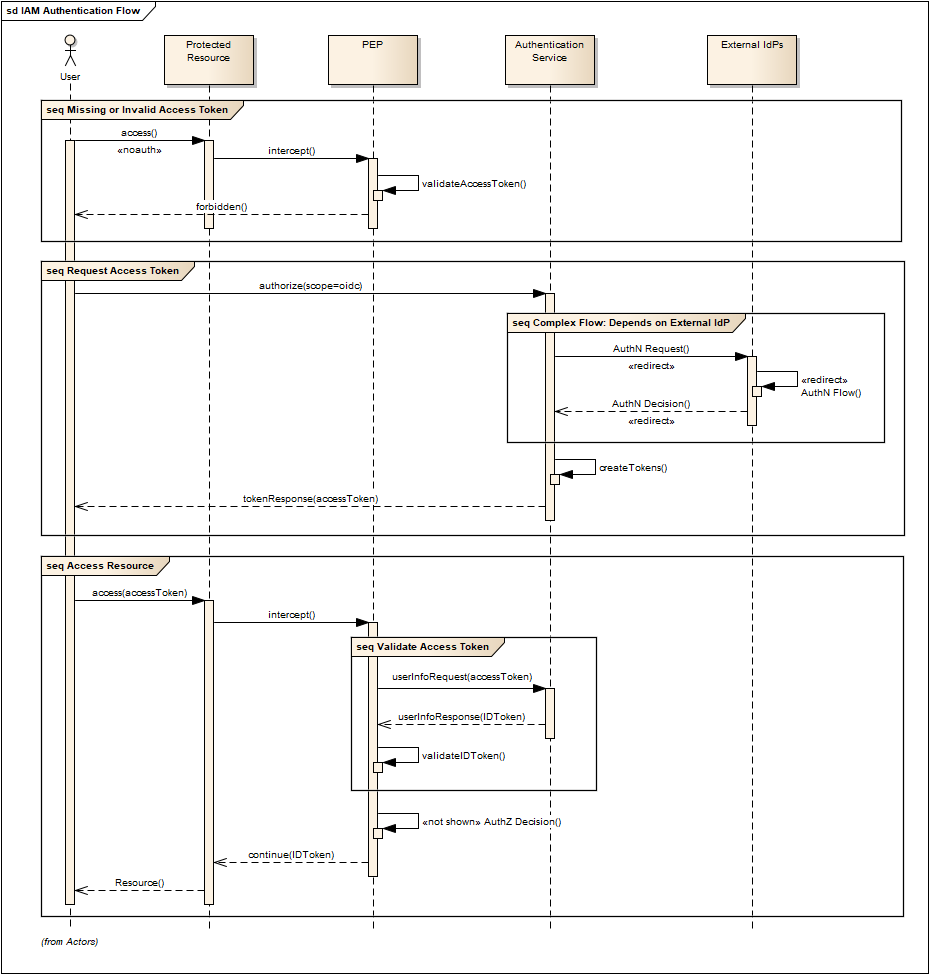 sd IAM Authentication Flow
User
Protected
Resource
PEP
Authentication
Service
External IdPs
seq Missing or Invalid Access Token
access()
«noauth»
intercept()
validateAccessToken()
forbidden()
seq Request Access Token
authorize(scope=oidc)
seq Complex Flow: Depends on External IdP
AuthN Request()
«redirect»
«redirect»
AuthN Flow()
AuthN Decision()
«redirect»
createTokens()
tokenResponse(accessToken)
seq Access Resource
access(accessToken)
intercept()
seq Validate Access Token
userInfoRequest(accessToken)
userInfoResponse(IDToken)
validateIDToken()
«not shown» AuthZ Decision()
continue(IDToken)
Resource()
(from Actors)